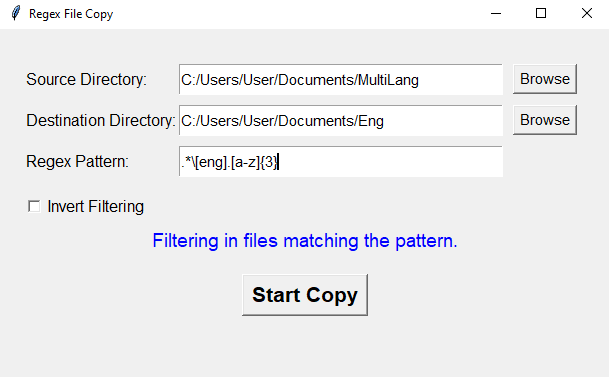 Regex File Copy
Source Directory: C:/Users/User/Documents/MultiLang Browse
Destination Directory: C:/Users/User/Documents/Eng Browse
Regex Pattern: .*\[eng].[a-z]{3}
Invert Filtering
Filtering in files matching the pattern.
Start Copy